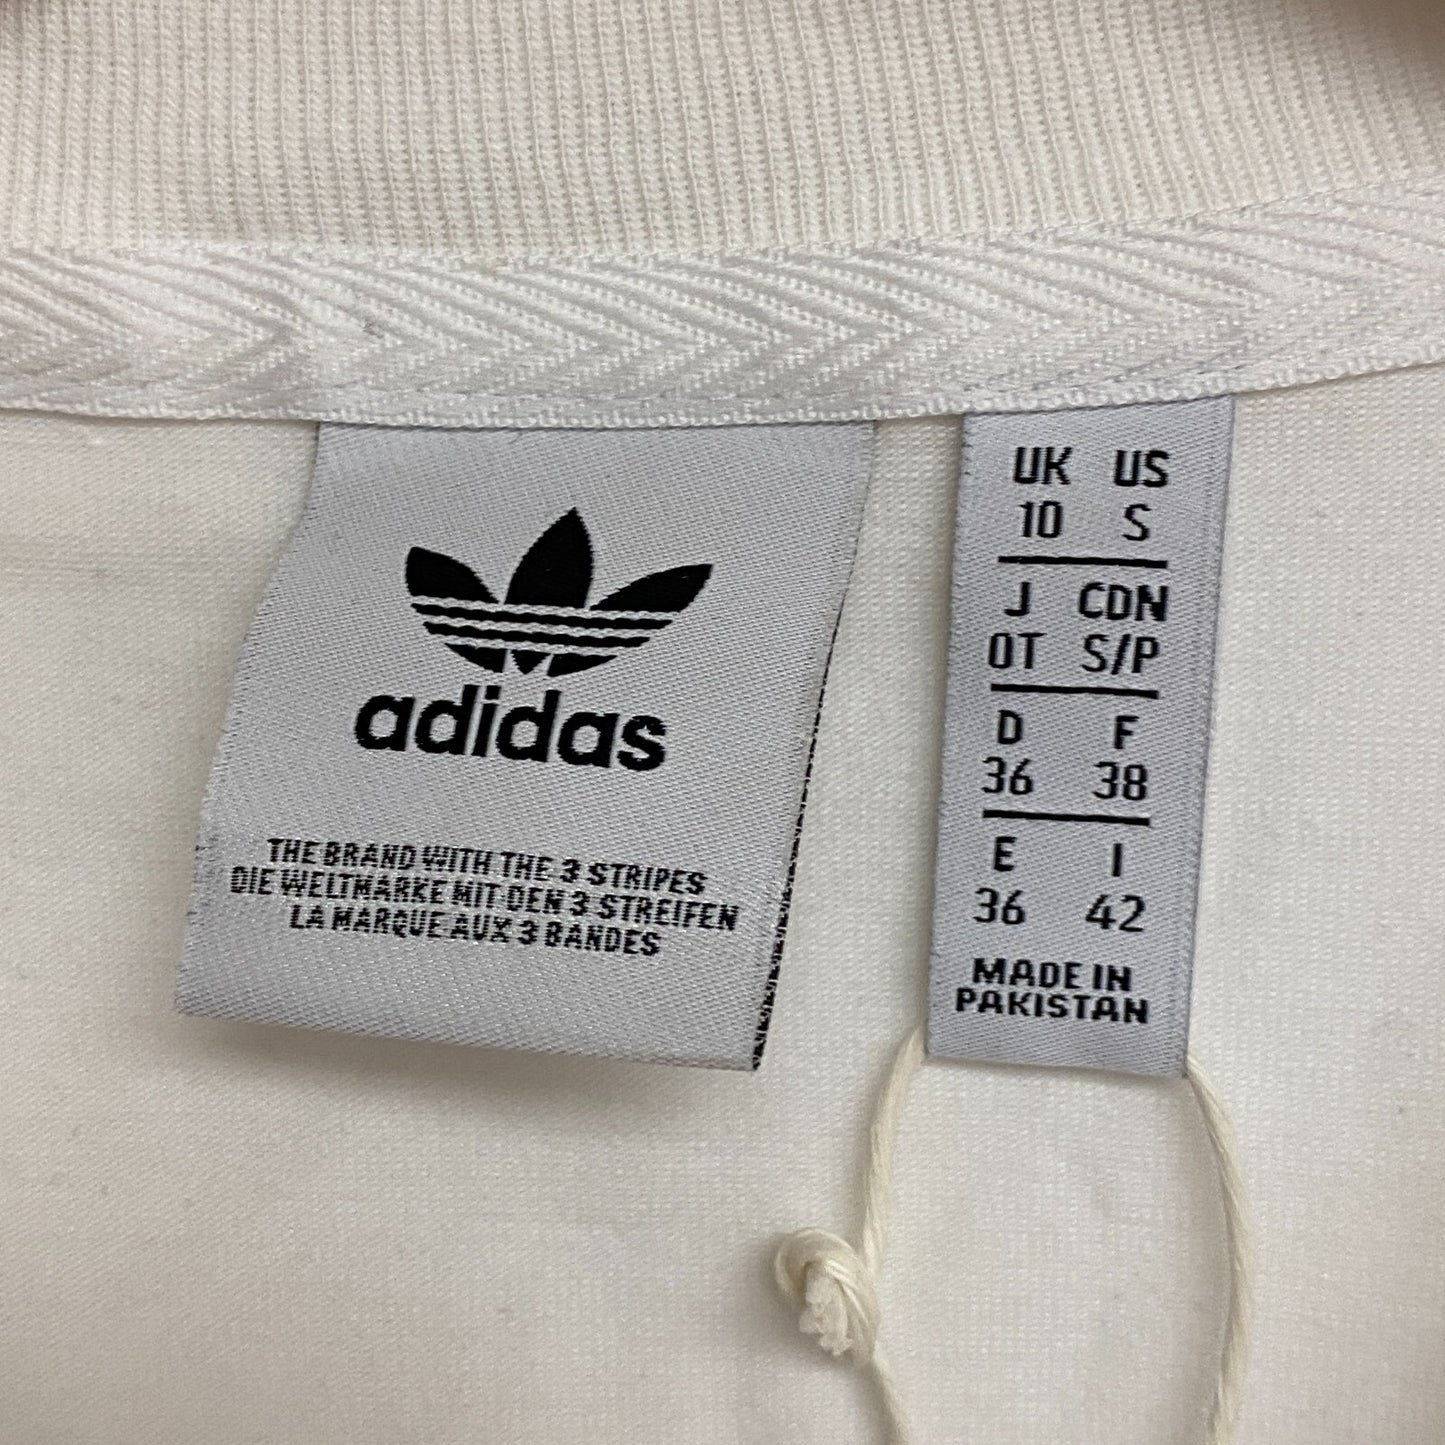 adidas
THE BRAND WITH THE 3 STRIPES
DIE WELTMARKE MIT DEN 3 STREIFEN
LA MARQUE AUX 3 BANDES
UK US
10 S
J CDN
OT S/P
D F
36 38
E I
36 42
MADE IN
PAKISTAN